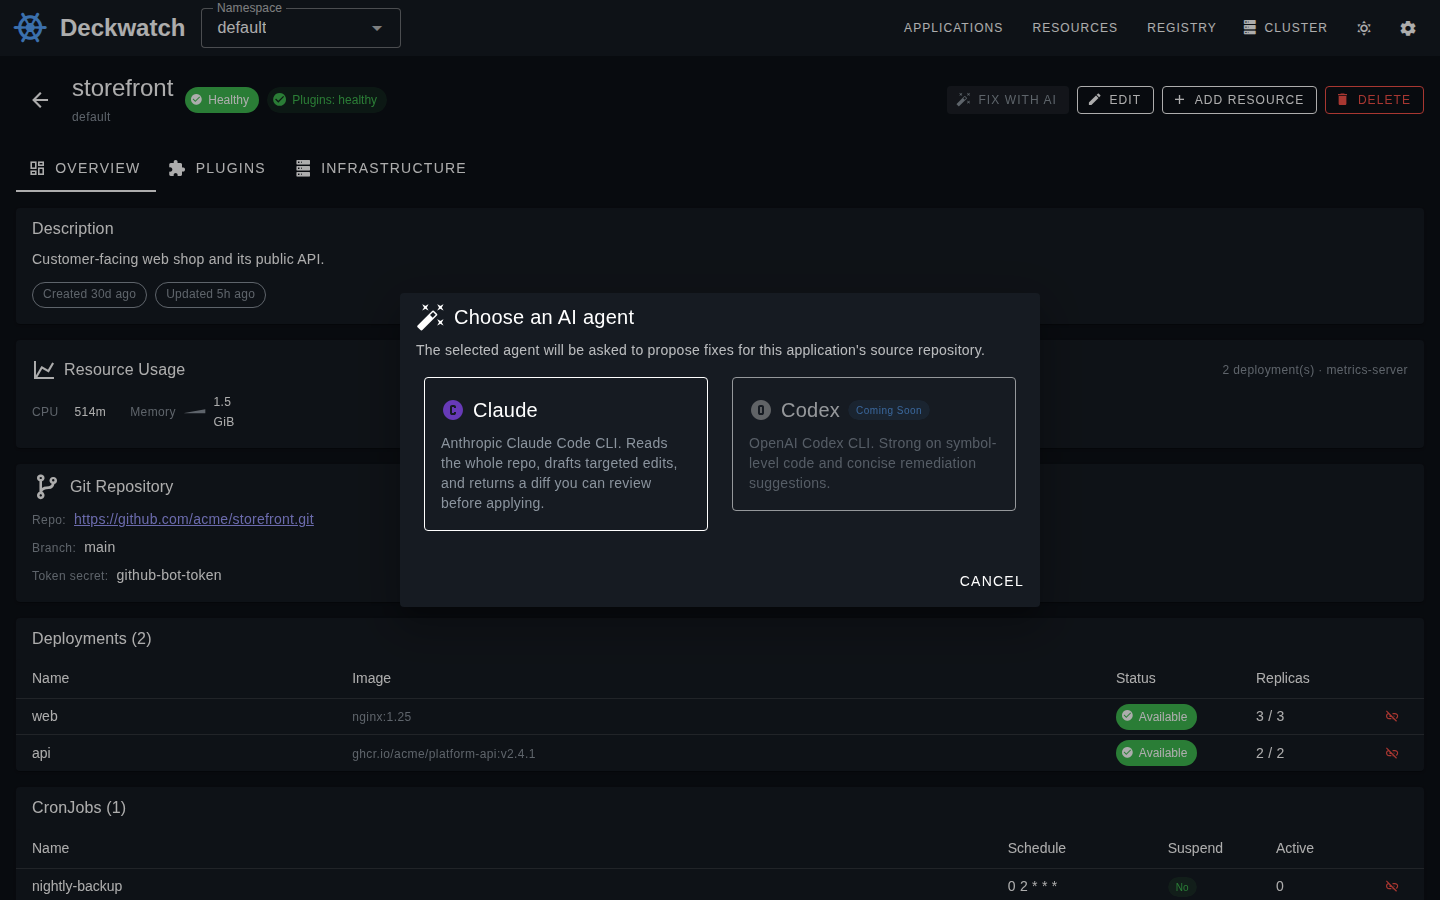 Deckwatch
Namespace
default
APPLICATIONS
RESOURCES
REGISTRY
CLUSTER
storefront
default
Healthy
Plugins: healthy
FIX WITH AI
EDIT
ADD RESOURCE
DELETE
OVERVIEW
PLUGINS
INFRASTRUCTURE
Description
Customer-facing web shop and its public API.
Created 30d ago
Updated 5h ago
Resource Usage
2 deployment(s) · metrics-server
CPU 514m Memory 1.5
GiB
Git Repository
Repo: https://github.com/acme/storefront.git
Branch: main
Token secret: github-bot-token
Choose an AI agent
The selected agent will be asked to propose fixes for this application's source repository.
C Claude
Anthropic Claude Code CLI. Reads
the whole repo, drafts targeted edits,
and returns a diff you can review
before applying.
O Codex Coming Soon
OpenAI Codex CLI. Strong on symbol-
level code and concise remediation
suggestions.
CANCEL
Deployments (2)
Name Image Status Replicas
web nginx:1.25 Available 3 / 3
api ghcr.io/acme/platform-api:v2.4.1 Available 2 / 2
CronJobs (1)
Name Schedule Suspend Active
nightly-backup 0 2 * * * No 0